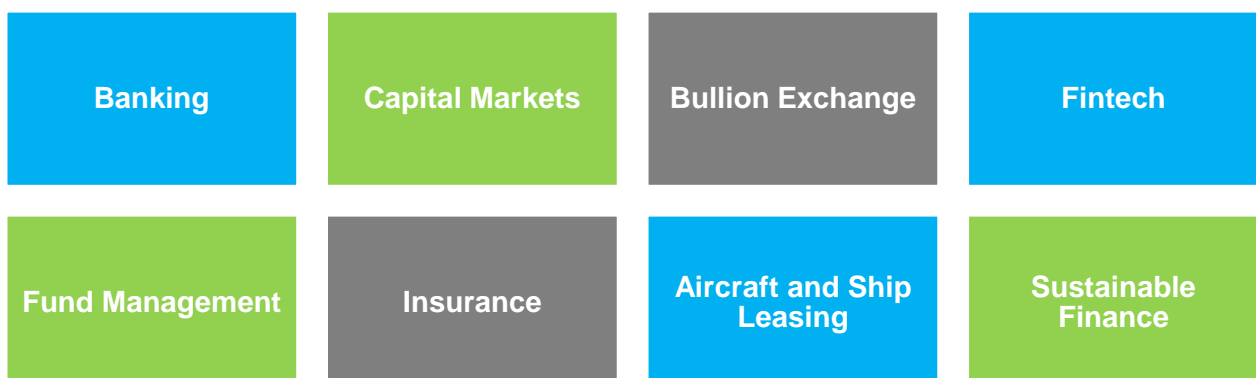 Banking
Capital Markets
Bullion Exchange
Fintech
Fund Management
Insurance
Aircraft and Ship
Leasing
Sustainable
Finance